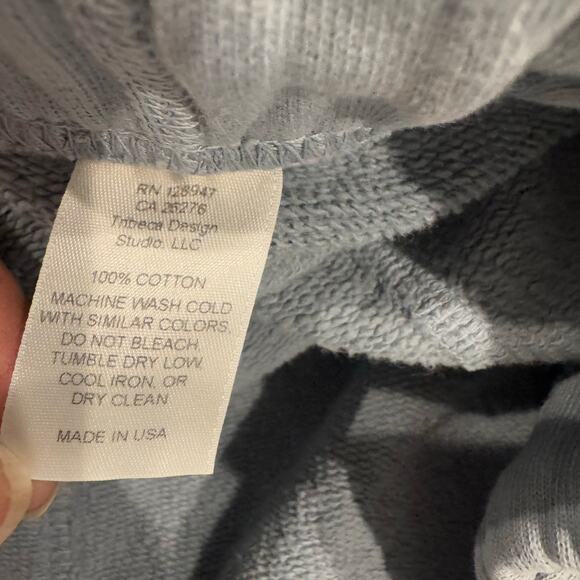 RN 128947
CA 25276
Tribeca Design
Studio, LLC
100% COTTON
MACHINE WASH COLD
WITH SIMILAR COLORS.
DO NOT BLEACH.
TUMBLE DRY LOW.
COOL IRON, OR
DRY CLEAN
MADE IN USA